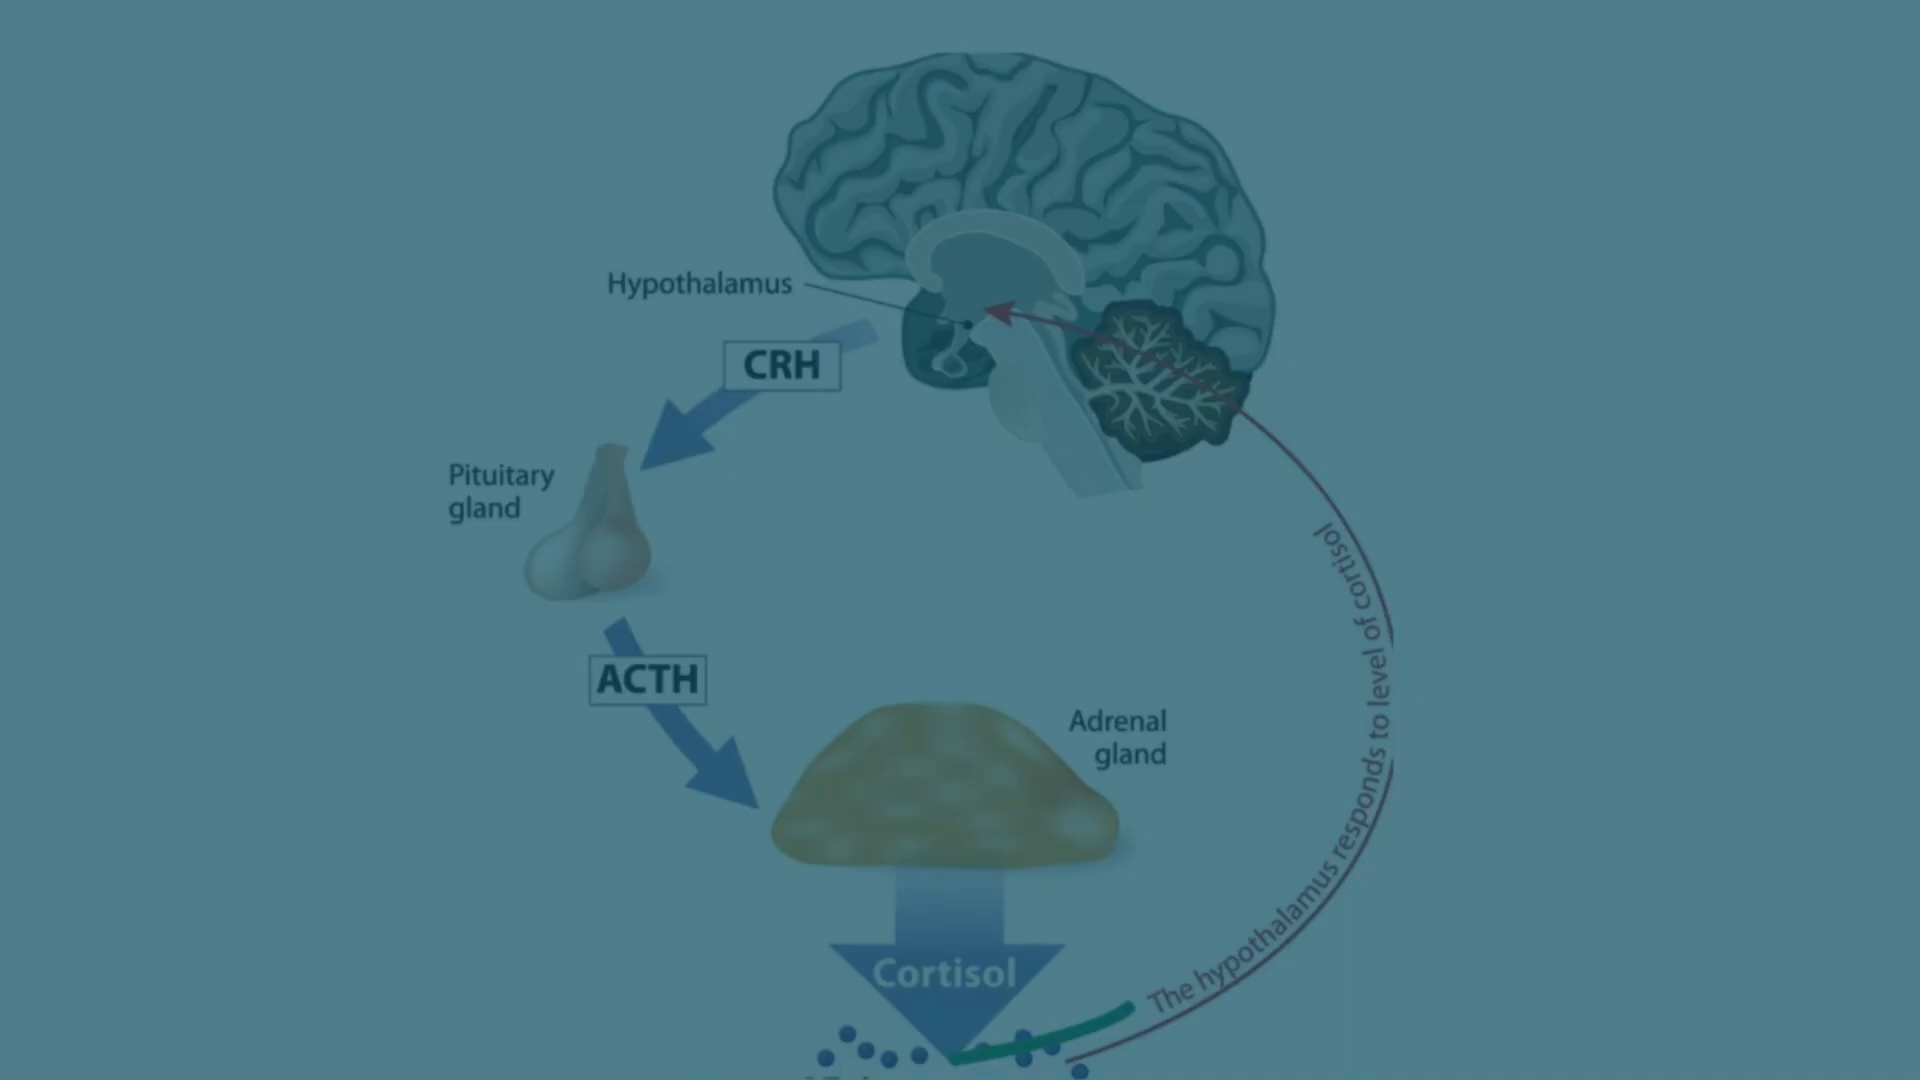 Hypothalamus
CRH
Pituitary
gland
ACTH
Adrenal
gland
Cortisol
The hypothalamus responds to level of cortisol